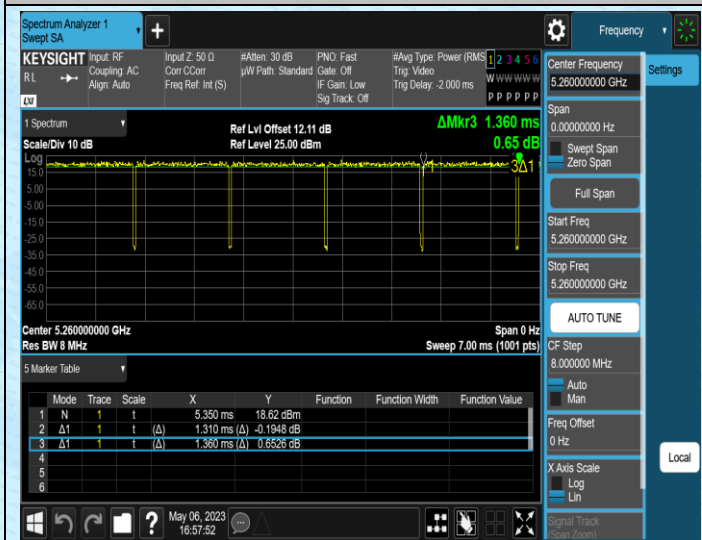 Spectrum Analyzer 1
Swept SA
+
Frequency
KEYSIGHT
RL
LXI
Input: RF
Coupling: AC
Align: Auto
Input Z: 50 Ω
Corr CCorr
Freq Ref: Int (S)
#Atten: 30 dB
µW Path: Standard
PNO: Fast
Gate: Off
IF Gain: Low
Sig Track: Off
#Avg Type: Power (RMS
Trig: Video
Trig Delay: -2.000 ms
1 2 3 4 5 6
W W W W W W
P P P P P P
1 Spectrum
Scale/Div 10 dB
Ref Lvl Offset 12.11 dB
Ref Level 25.00 dBm
ΔMkr3 1.360 ms
0.65 dB
Log
15.0
5.00
-5.00
-15.0
-25.0
-35.0
-45.0
-55.0
-65.0
1
3Δ1
Center 5.260000000 GHz
Res BW 8 MHz
Span 0 Hz
Sweep 7.00 ms (1001 pts)
5 Marker Table
Mode Trace Scale X Y Function Function Width Function Value
1 N 1 t 5.350 ms 18.62 dBm
2 Δ1 1 t (Δ) 1.310 ms (Δ) -0.1948 dB
3 Δ1 1 t (Δ) 1.360 ms (Δ) 0.6526 dB
4
5
6
?
May 06, 2023
16:57:52
Center Frequency
5.260000000 GHz
Span
0.00000000 Hz
Swept Span
Zero Span
Full Span
Start Freq
5.260000000 GHz
Stop Freq
5.260000000 GHz
AUTO TUNE
CF Step
8.000000 MHz
Auto
Man
Freq Offset
0 Hz
X Axis Scale
Log
Lin
Signal Track
(Span Zoom)
Settings
Local